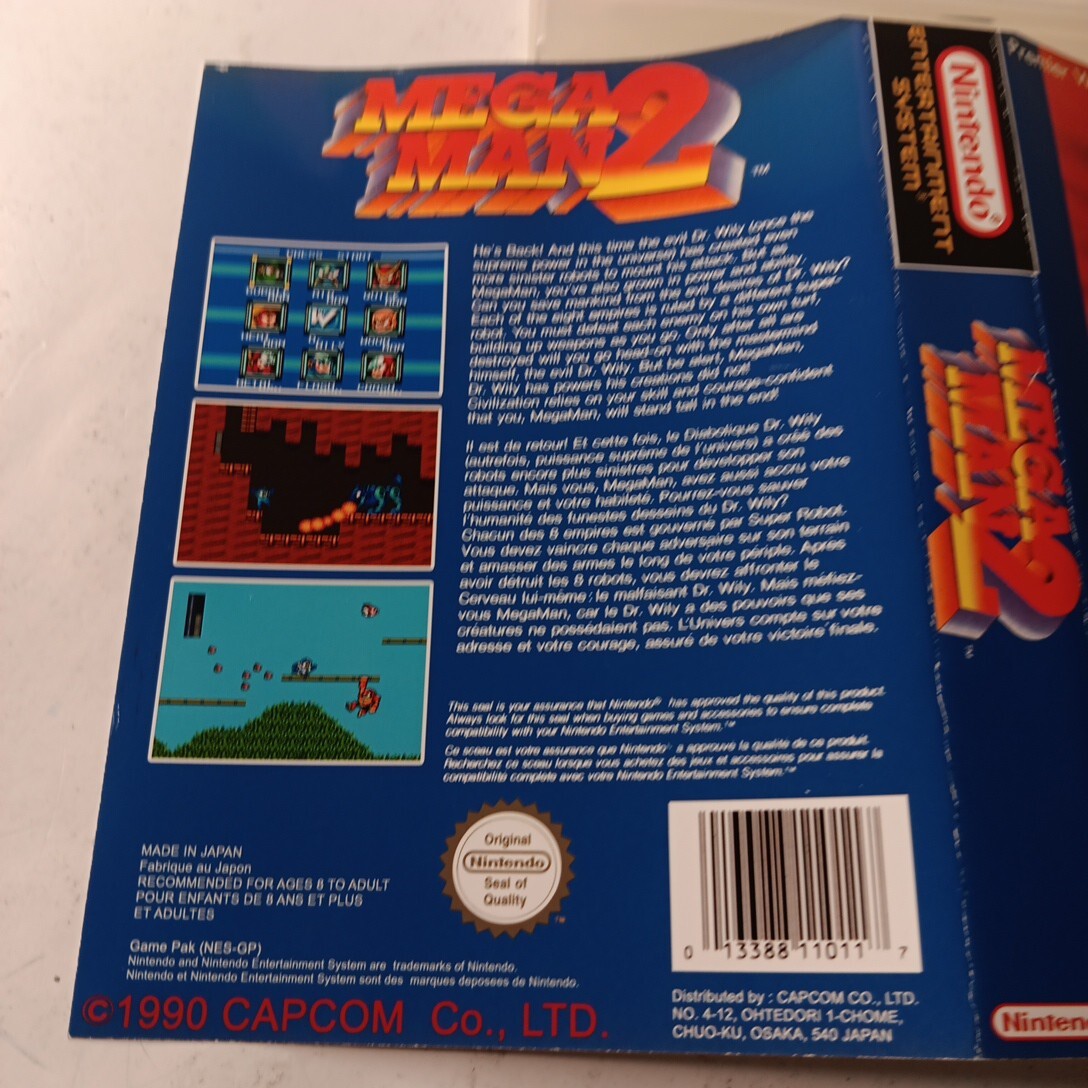 MEGA
MAN 2
TM
He's Back! And this time the evil Dr. Wily (once the
supreme power in the universe) has created even
more sinister robots to mount his attack. But as
MegaMan, you've also grown in power and ability.
Can you save mankind from the evil desires of Dr. Wily?
Each of the eight empires is ruled by a different super-
robot. You must defeat each enemy on his own turf,
building up weapons as you go. Only after all are
destroyed will you go head-on with the mastermind
himself, the evil Dr. Wily. But be alert, MegaMan,
Dr. Wily has powers his creations did not!
Civilization relies on your skill and courage-confident
that you, MegaMan, will stand tall in the end!
Il est de retour! Et cette fois, le Diabolique Dr. Wily
(autrefois, puissance suprême de l'univers) a créé des
robots encore plus sinistres pour développer son
attaque. Mais vous, MegaMan, avez aussi accru votre
puissance et votre habileté. Pourrez-vous sauver
l'humanité des funestes desseins du Dr. Wily?
Chacun des 8 empires est gouverné par Super Robot.
Vous devez vaincre chaque adversaire sur son terrain
et amasser des armes le long de votre périple. Après
avoir détruit les 8 robots, vous devrez affronter le
Cerveau lui-même: le malfaisant Dr. Wily. Mais méfiez-
vous MegaMan, car le Dr. Wily a des pouvoirs que ses
créatures ne possédaient pas. L'Univers compte sur votre
adresse et votre courage, assuré de votre victoire finale.
This seal is your assurance that Nintendo® has approved the quality of this product.
Always look for this seal when buying games and accessories to ensure complete
compatibility with your Nintendo Entertainment System.™
Ce sceau est votre assurance que Nintendo a approuvé la qualité de ce produit.
Recherchez ce sceau lorsque vous achetez des jeux et accessoires pour assurer la
compatibilité complete avec votre Nintendo Entertainment System.™
MADE IN JAPAN
Fabrique au Japon
RECOMMENDED FOR AGES 8 TO ADULT
POUR ENFANTS DE 8 ANS ET PLUS
ET ADULTES
Original
Nintendo
Seal of
Quality
TM
0 13388 11011 7
Game Pak (NES-GP)
Nintendo and Nintendo Entertainment System are trademarks of Nintendo.
Nintendo et Nintendo Entertainment System sont des marques deposees de Nintendo.
©1990 CAPCOM Co., LTD.
Distributed by : CAPCOM CO., LTD.
NO. 4-12, OHTEDORI 1-CHOME,
CHUO-KU, OSAKA, 540 JAPAN
Nintendo®
ENTERTAINMENT
SYSTEM
MEGA
MAN 2